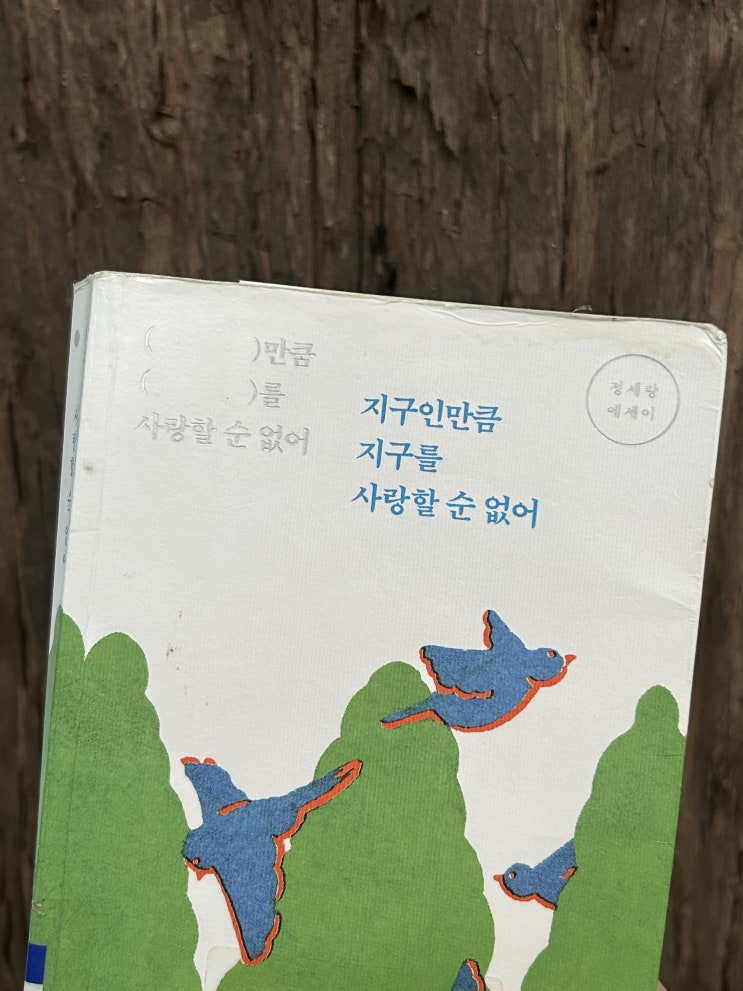 (　　　)만큼
(　　　)를
사랑할 순 없어
지구인만큼
지구를
사랑할 순 없어
정세랑
에세이